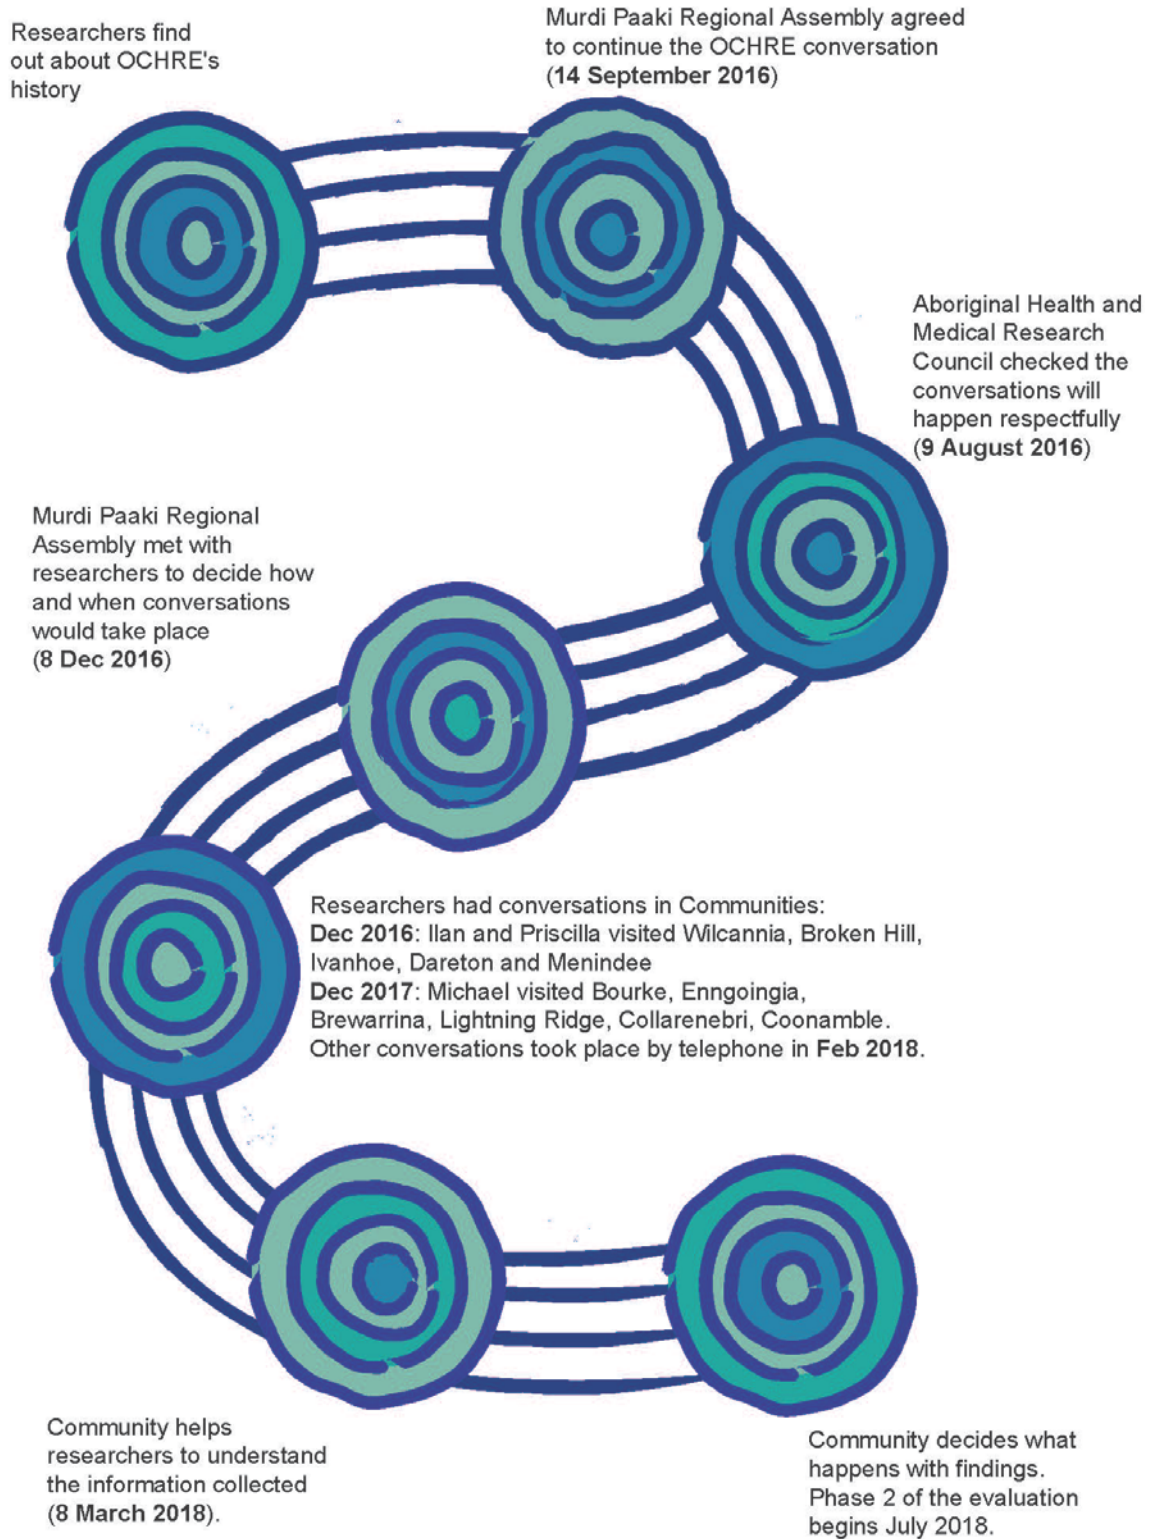 Researchers find
out about OCHRE's
history
Murdi Paaki Regional Assembly agreed
to continue the OCHRE conversation
(14 September 2016)
Aboriginal Health and
Medical Research
Council checked the
conversations will
happen respectfully
(9 August 2016)
Murdi Paaki Regional
Assembly met with
researchers to decide how
and when conversations
would take place
(8 Dec 2016)
Researchers had conversations in Communities:
Dec 2016: Ilan and Priscilla visited Wilcannia, Broken Hill,
Ivanhoe, Dareton and Menindee
Dec 2017: Michael visited Bourke, Enngoingia,
Brewarrina, Lightning Ridge, Collarenebri, Coonamble.
Other conversations took place by telephone in Feb 2018.
Community helps
researchers to understand
the information collected
(8 March 2018).
Community decides what
happens with findings.
Phase 2 of the evaluation
begins July 2018.